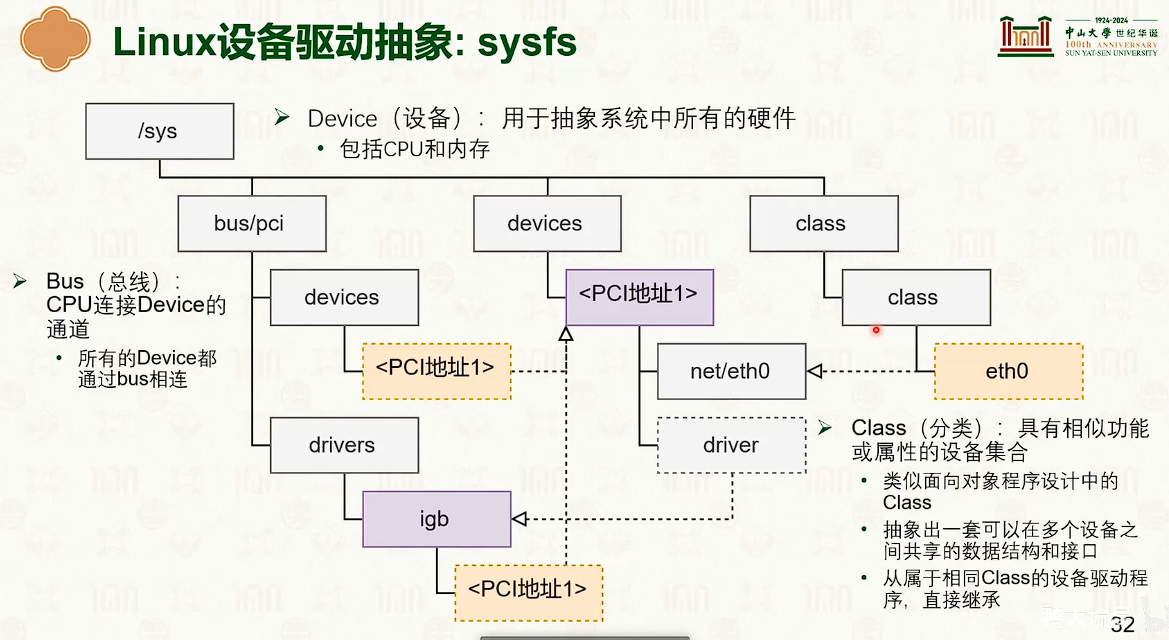 Linux设备驱动抽象: sysfs
1924-2024
中山大学 世纪华诞
100th ANNIVERSARY
SUN YAT-SEN UNIVERSITY
/sys
Device（设备）：用于抽象系统中所有的硬件
包括CPU和内存
bus/pci
devices
class
Bus（总线）：
CPU连接Device的
通道
所有的Device都
通过bus相连
devices
<PCI地址1>
<PCI地址1>
class
net/eth0
eth0
drivers
driver
igb
<PCI地址1>
Class（分类）：具有相似功能
或属性的设备集合
类似面向对象程序设计中的
Class
抽象出一套可以在多个设备之
间共享的数据结构和接口
从属于相同Class的设备驱动程
序，直接继承
32